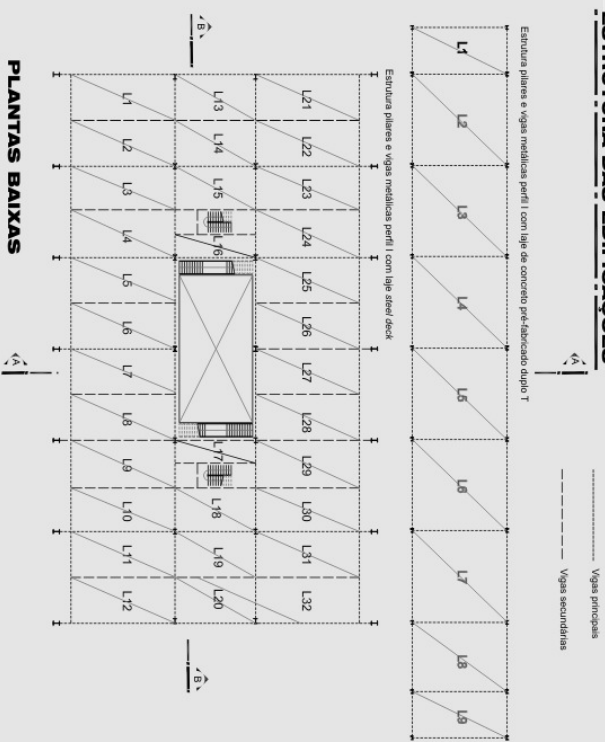 ESTRUTURA DAS EDIFICAÇÕES
Vigas principais
Vigas secundárias
Estrutura pilares e vigas metálicas perfil I com laje de concreto pré-fabricado duplo T
A
L1 L2 L3 L4 L5 L6 L7 L8 L9
Estrutura pilares e vigas metálicas perfil I com laje steel deck
L21 L22 L23 L24 L25 L26 L27 L28 L29 L30 L31 L32
B
L13 L14 L15 L16 L17 L18 L19 L20
B
L1 L2 L3 L4 L5 L6 L7 L8 L9 L10 L11 L12
A
PLANTAS BAIXAS